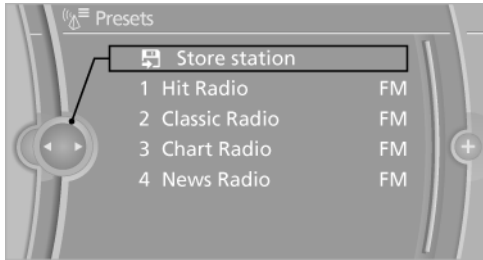 Presets
Store station
1 Hit Radio FM
2 Classic Radio FM
3 Chart Radio FM
4 News Radio FM